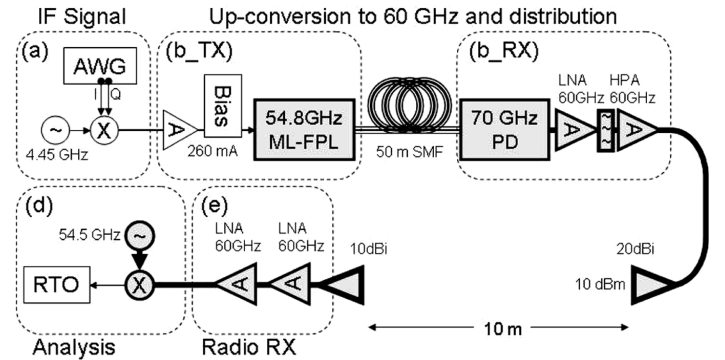 IF Signal
Up-conversion to 60 GHz and distribution
(a)
AWG
I
Q
~
X
4.45 GHz
(b_TX)
A
Bias
260 mA
54.8GHz
ML-FPL
50 m SMF
(b_RX)
70 GHz
PD
LNA
60GHz
A
HPA
60GHz
A
(d)
54.5 GHz
~
RTO
X
Analysis
(e)
LNA
60GHz
A
LNA
60GHz
A
Radio RX
10dBi
20dBi
10 dBm
10 m